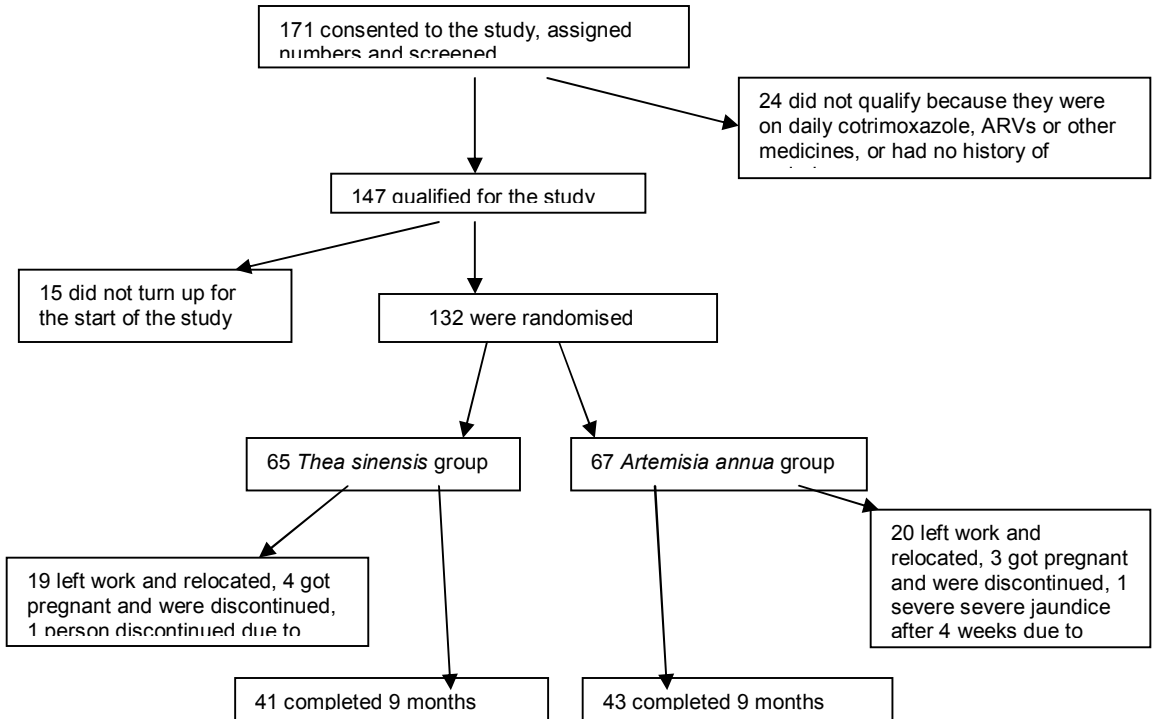 171 consented to the study, assigned
numbers and screened
24 did not qualify because they were
on daily cotrimoxazole, ARVs or other
medicines, or had no history of
147 qualified for the study
15 did not turn up for
the start of the study
132 were randomised
65 Thea sinensis group
67 Artemisia annua group
20 left work and
relocated, 3 got pregnant
and were discontinued, 1
severe severe jaundice
after 4 weeks due to
19 left work and relocated, 4 got
pregnant and were discontinued,
1 person discontinued due to
41 completed 9 months
43 completed 9 months